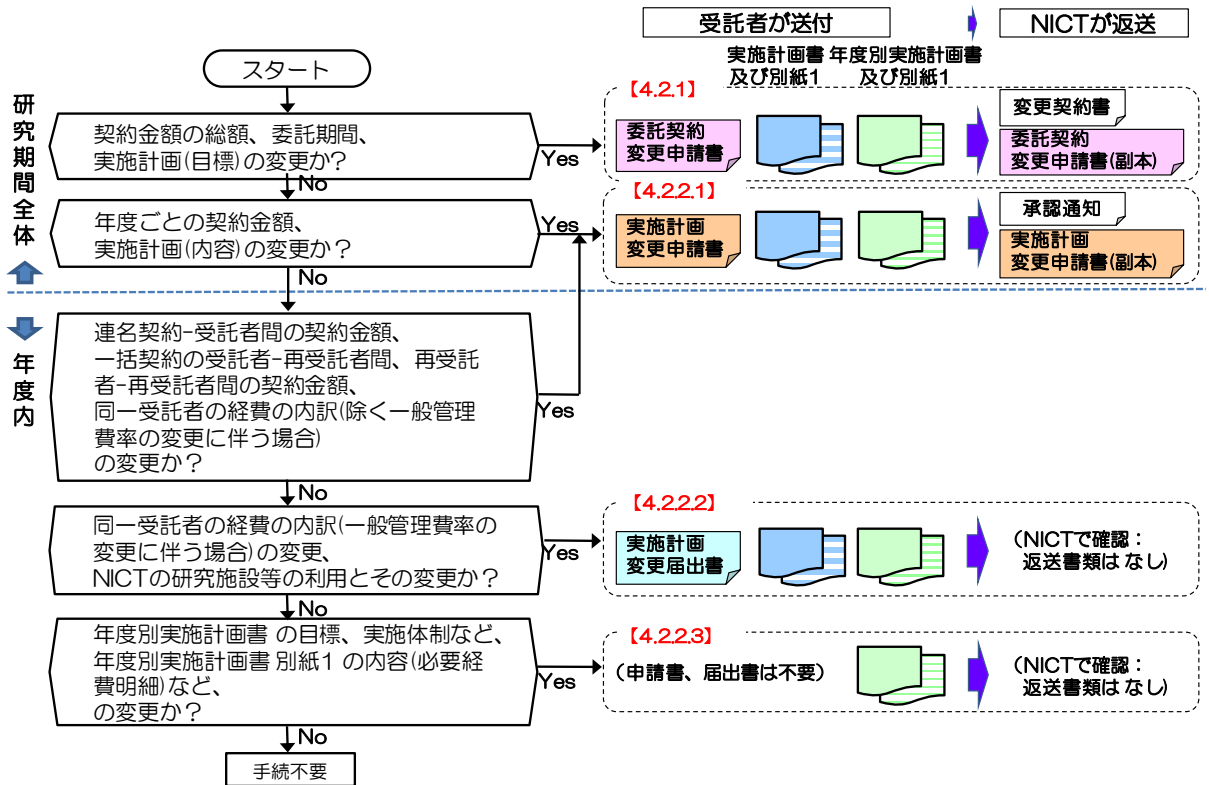 受託者が送付
NICTが返送
実施計画書
及び別紙1
年度別実施計画書
及び別紙1
スタート
研究期間全体
契約金額の総額、委託期間、
実施計画(目標)の変更か?
Yes
No
【4.2.1】
委託契約
変更申請書
変更契約書
委託契約
変更申請書(副本)
年度ごとの契約金額、
実施計画(内容)の変更か?
Yes
No
【4.2.2.1】
実施計画
変更申請書
承認通知
実施計画
変更申請書(副本)
年度内
連名契約-受託者間の契約金額、
一括契約の受託者-再受託者間、再受託
者-再受託者間の契約金額、
同一受託者の経費の内訳(除く一般管理
費率の変更に伴う場合)
の変更か?
Yes
No
同一受託者の経費の内訳(一般管理費率の
変更に伴う場合)の変更、
NICTの研究施設等の利用とその変更か?
Yes
No
【4.2.2.2】
実施計画
変更届出書
(NICTで確認:
返送書類は なし)
年度別実施計画書 の目標、実施体制など、
年度別実施計画書 別紙1 の内容(必要経
費明細)など、
の変更か?
Yes
No
【4.2.2.3】
(申請書、届出書は不要)
(NICTで確認:
返送書類は なし)
手続不要